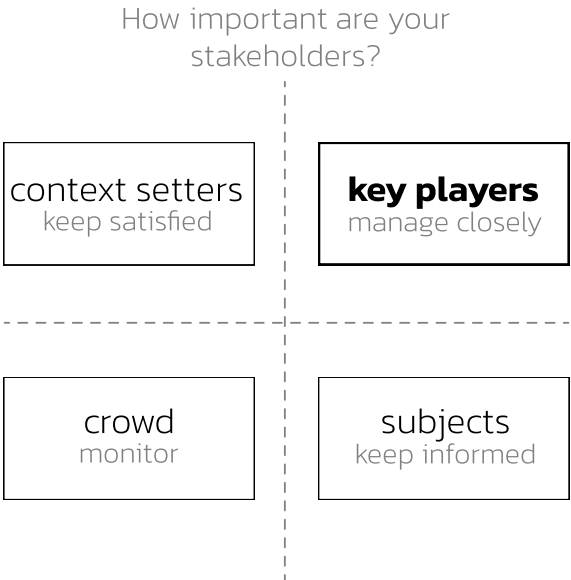 How important are your
stakeholders?
context setters
keep satisfied
key players
manage closely
crowd
monitor
subjects
keep informed